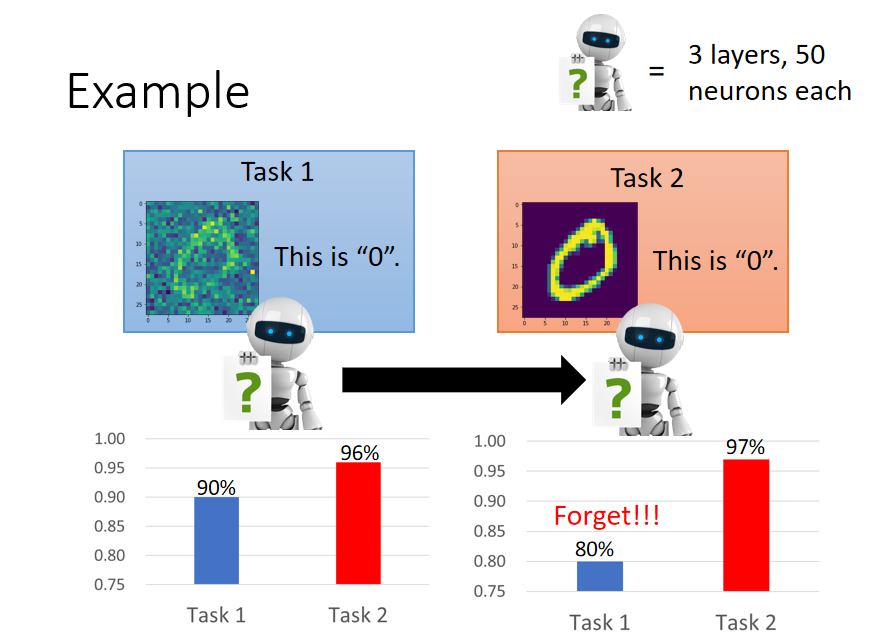 Example
?
=
3 layers, 50
neurons each
Task 1
0
5
10
15
20
25
0 5 10 15 20 25
This is “0”.
?
Task 2
0
5
10
15
20
25
0 5 10 15 20
This is “0”.
?
1.00
0.95
0.90
0.85
0.80
0.75
90%
96%
Task 1 Task 2
1.00
0.95
0.90
0.85
0.80
0.75
Forget!!!
80%
97%
Task 1 Task 2